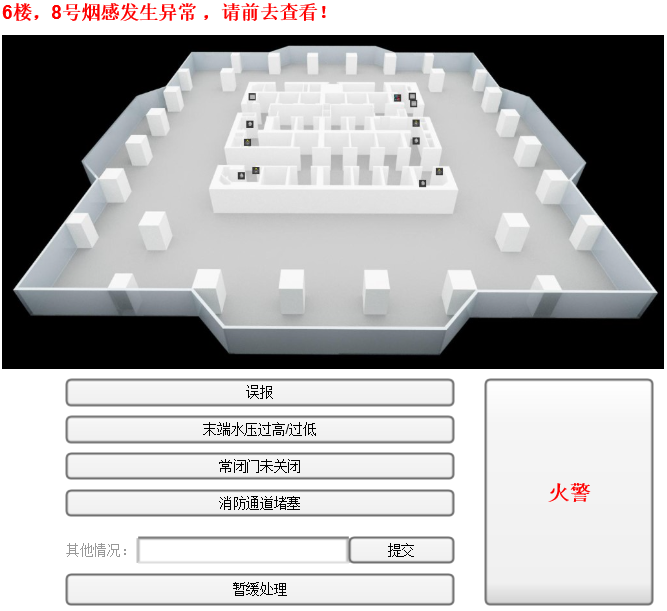 6楼，8号烟感发生异常 ，请前去查看！
误报
末端水压过高/过低
常闭门未关闭
消防通道堵塞
火警
其他情况： 提交
暂缓处理